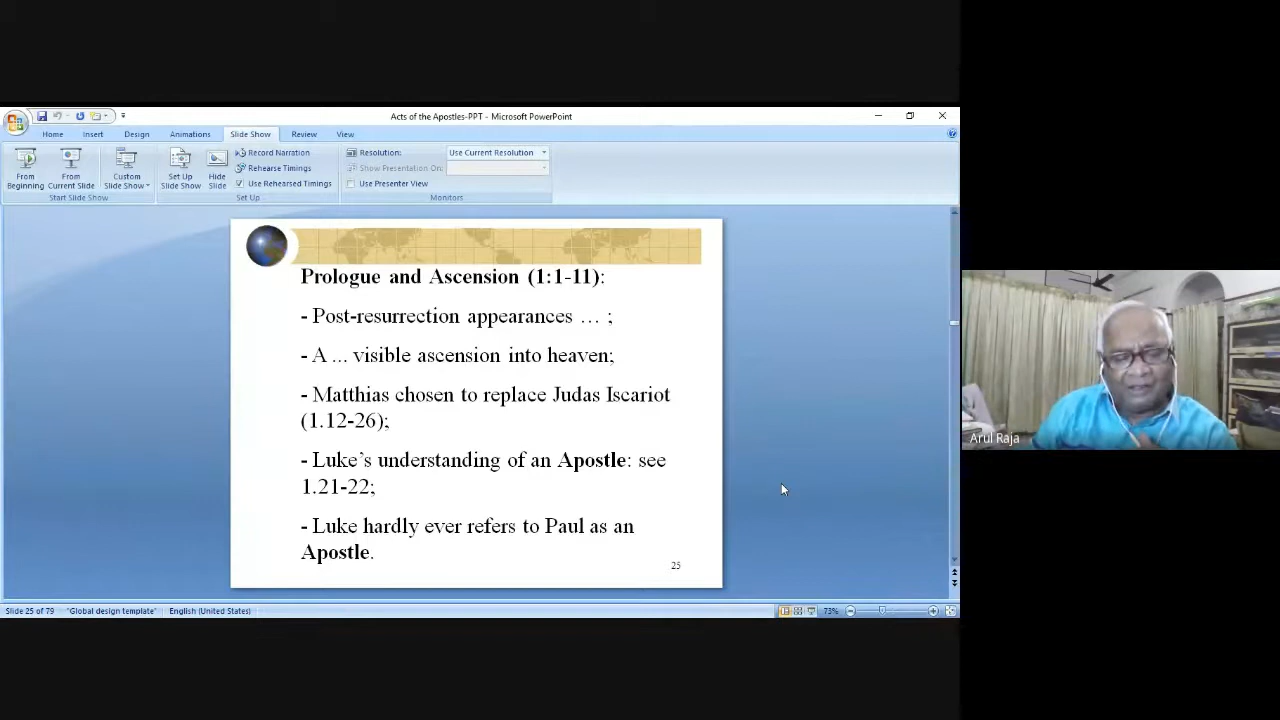 Acts of the Apostles-PPT - Microsoft PowerPoint
Home Insert Design Animations Slide Show Review View
From Beginning
From Current Slide
Custom Slide Show
Start Slide Show
Set Up Slide Show
Hide Slide
Record Narration
Rehearse Timings
Use Rehearsed Timings
Set Up
Resolution: Use Current Resolution
Show Presentation On:
Use Presenter View
Monitors
Prologue and Ascension (1:1-11):
- Post-resurrection appearances … ;
- A ... visible ascension into heaven;
- Matthias chosen to replace Judas Iscariot
(1.12-26);
- Luke’s understanding of an Apostle: see
1.21-22;
- Luke hardly ever refers to Paul as an
Apostle.
25
Arul Raja
Slide 25 of 79 "Global design template" English (United States) 73%